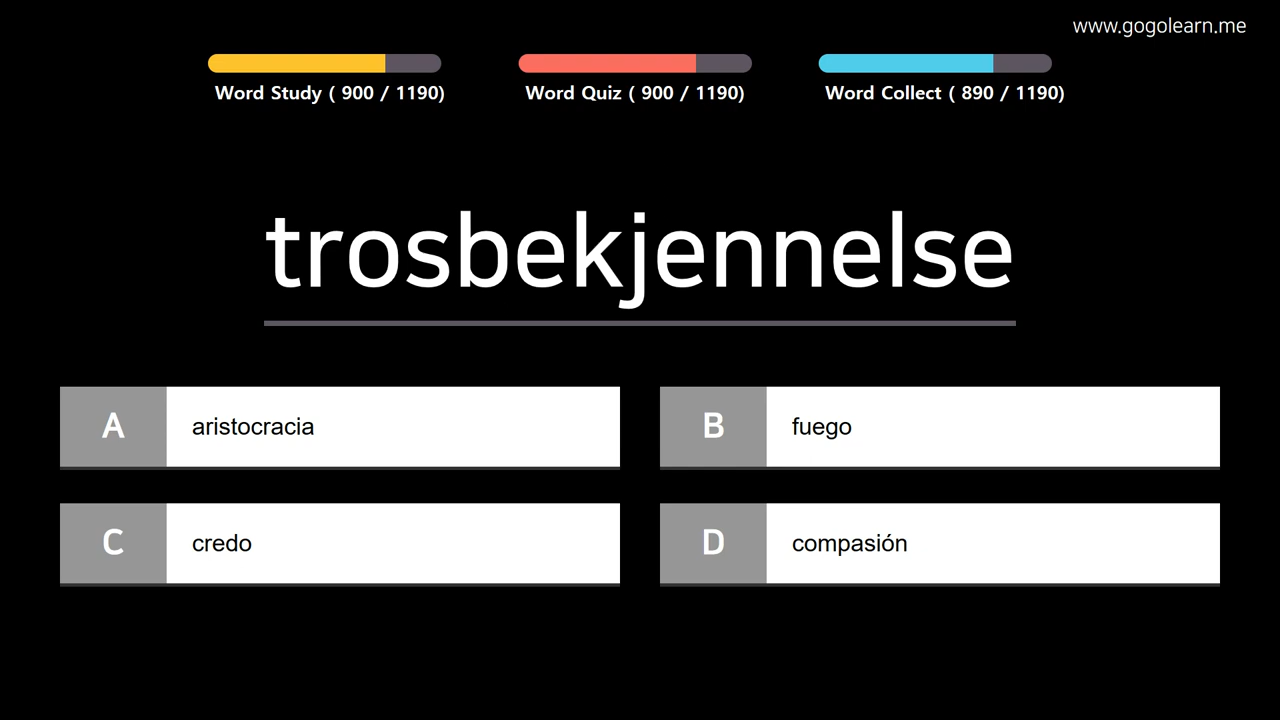 www.gogolearn.me
Word Study ( 900 / 1190)
Word Quiz ( 900 / 1190)
Word Collect ( 890 / 1190)
trosbekjennelse
A aristocracia
B fuego
C credo
D compasión